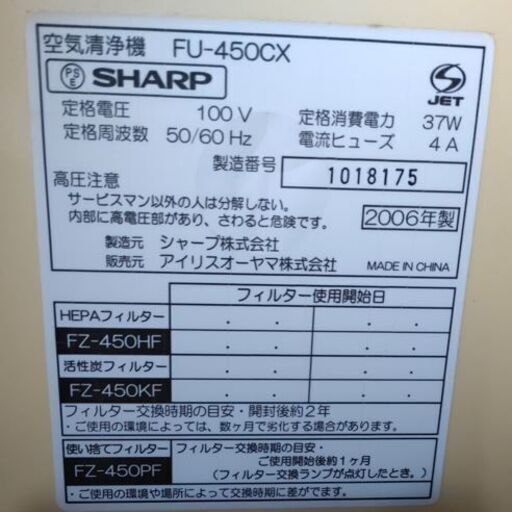 空気清浄機 FU-450CX
PS E SHARP
JET
定格電圧 100V 定格消費電力 37W
定格周波数 50/60Hz 電流ヒューズ 4A
製造番号 1018175
高圧注意
サービスマン以外の人は分解しない。
内部に高電圧部があり、さわると危険です。
2006年製
製造元 シャープ株式会社
販売元 アイリスオーヤマ株式会社 MADE IN CHINA
フィルター使用開始日
HEPAフィルター . . . .
FZ-450HF . . . .
活性炭フィルター . . . .
FZ-450KF . . . .
フィルター交換時期の目安・開封後約2年
・ご使用の環境によっては、数ヶ月で劣化する場合があります。
使い捨てフィルター フィルター交換時期の目安・
FZ-450PF ご使用開始後約1ヶ月
(フィルター交換ランプが点灯したとき。)
・ご使用の環境や場所によって交換時期に差がでます。